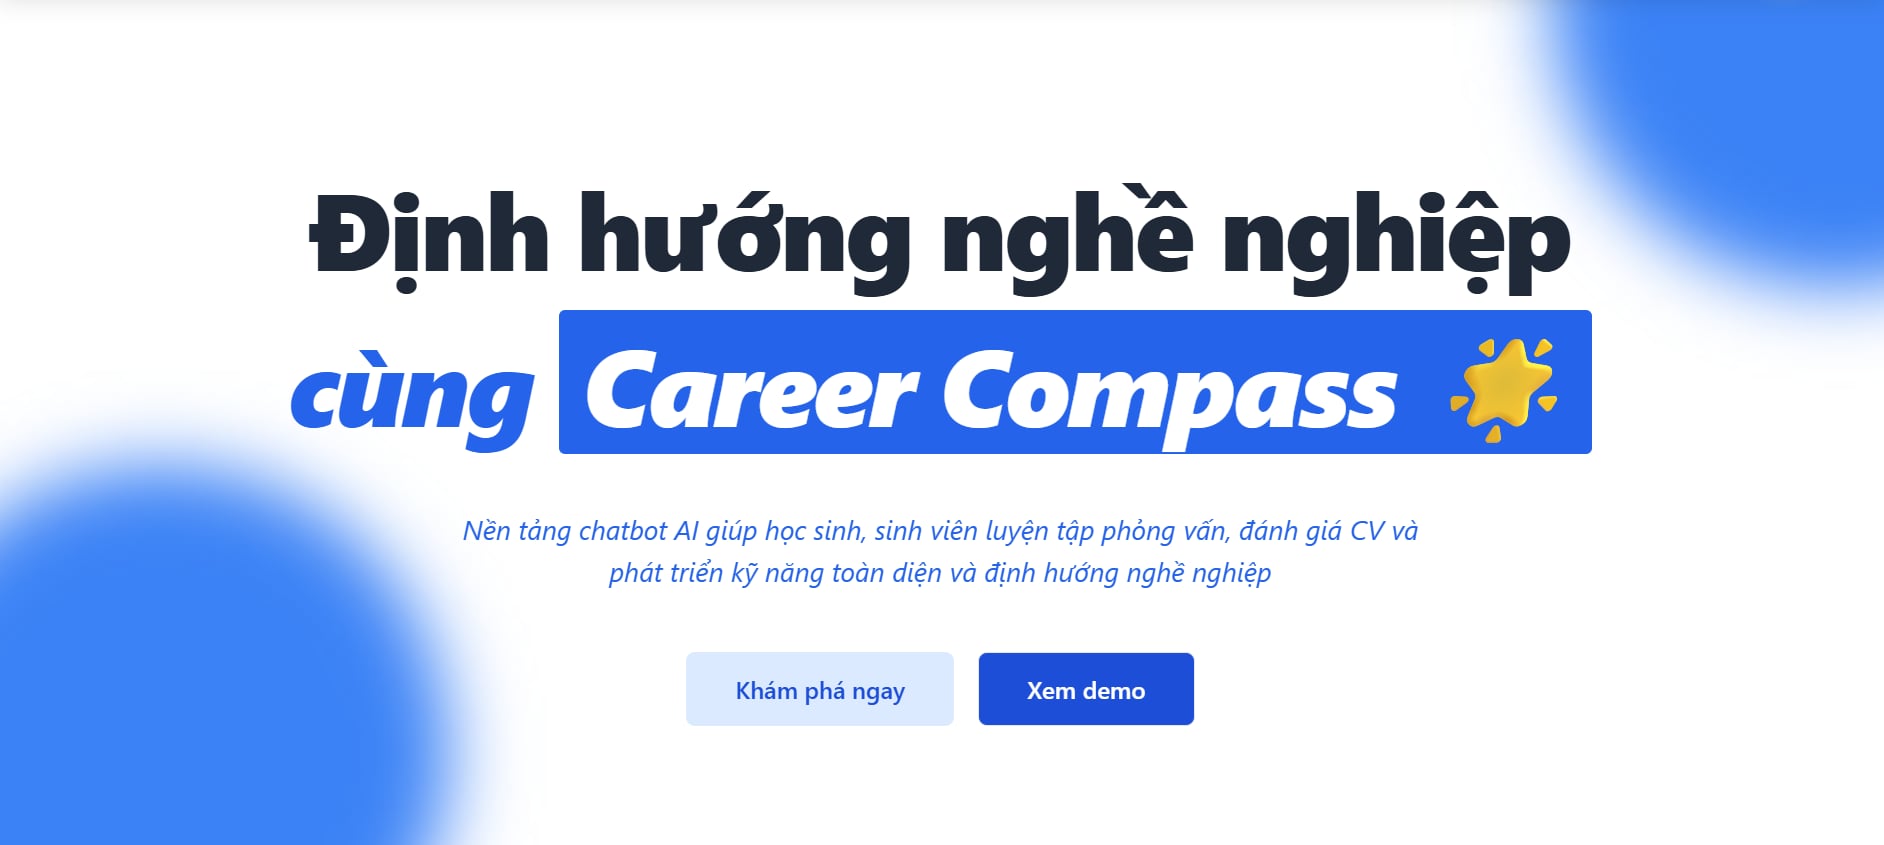 Định hướng nghề nghiệp
cùng Career Compass 🌟
Nền tảng chatbot AI giúp học sinh, sinh viên luyện tập phỏng vấn, đánh giá CV và
phát triển kỹ năng toàn diện và định hướng nghề nghiệp
Khám phá ngay Xem demo